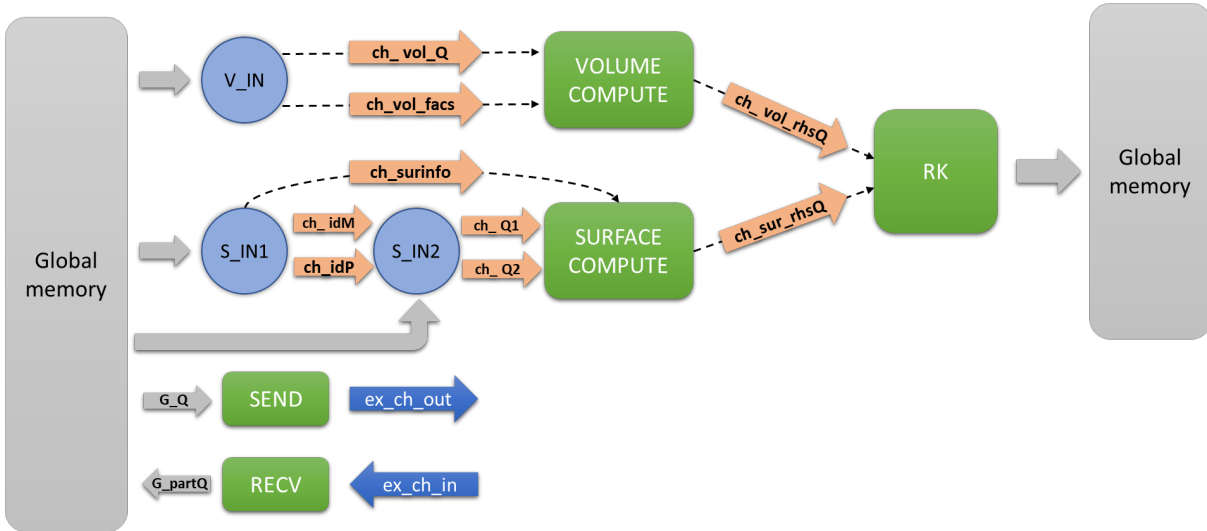 Global
memory
V_IN
ch_ vol_Q
ch_vol_facs
VOLUME
COMPUTE
ch_ vol_rhsQ
S_IN1
ch_surinfo
ch_ idM
ch_idP
S_IN2
ch_ Q1
ch_ Q2
SURFACE
COMPUTE
ch_sur_rhsQ
RK
Global
memory
G_Q
SEND
ex_ch_out
G_partQ
RECV
ex_ch_in